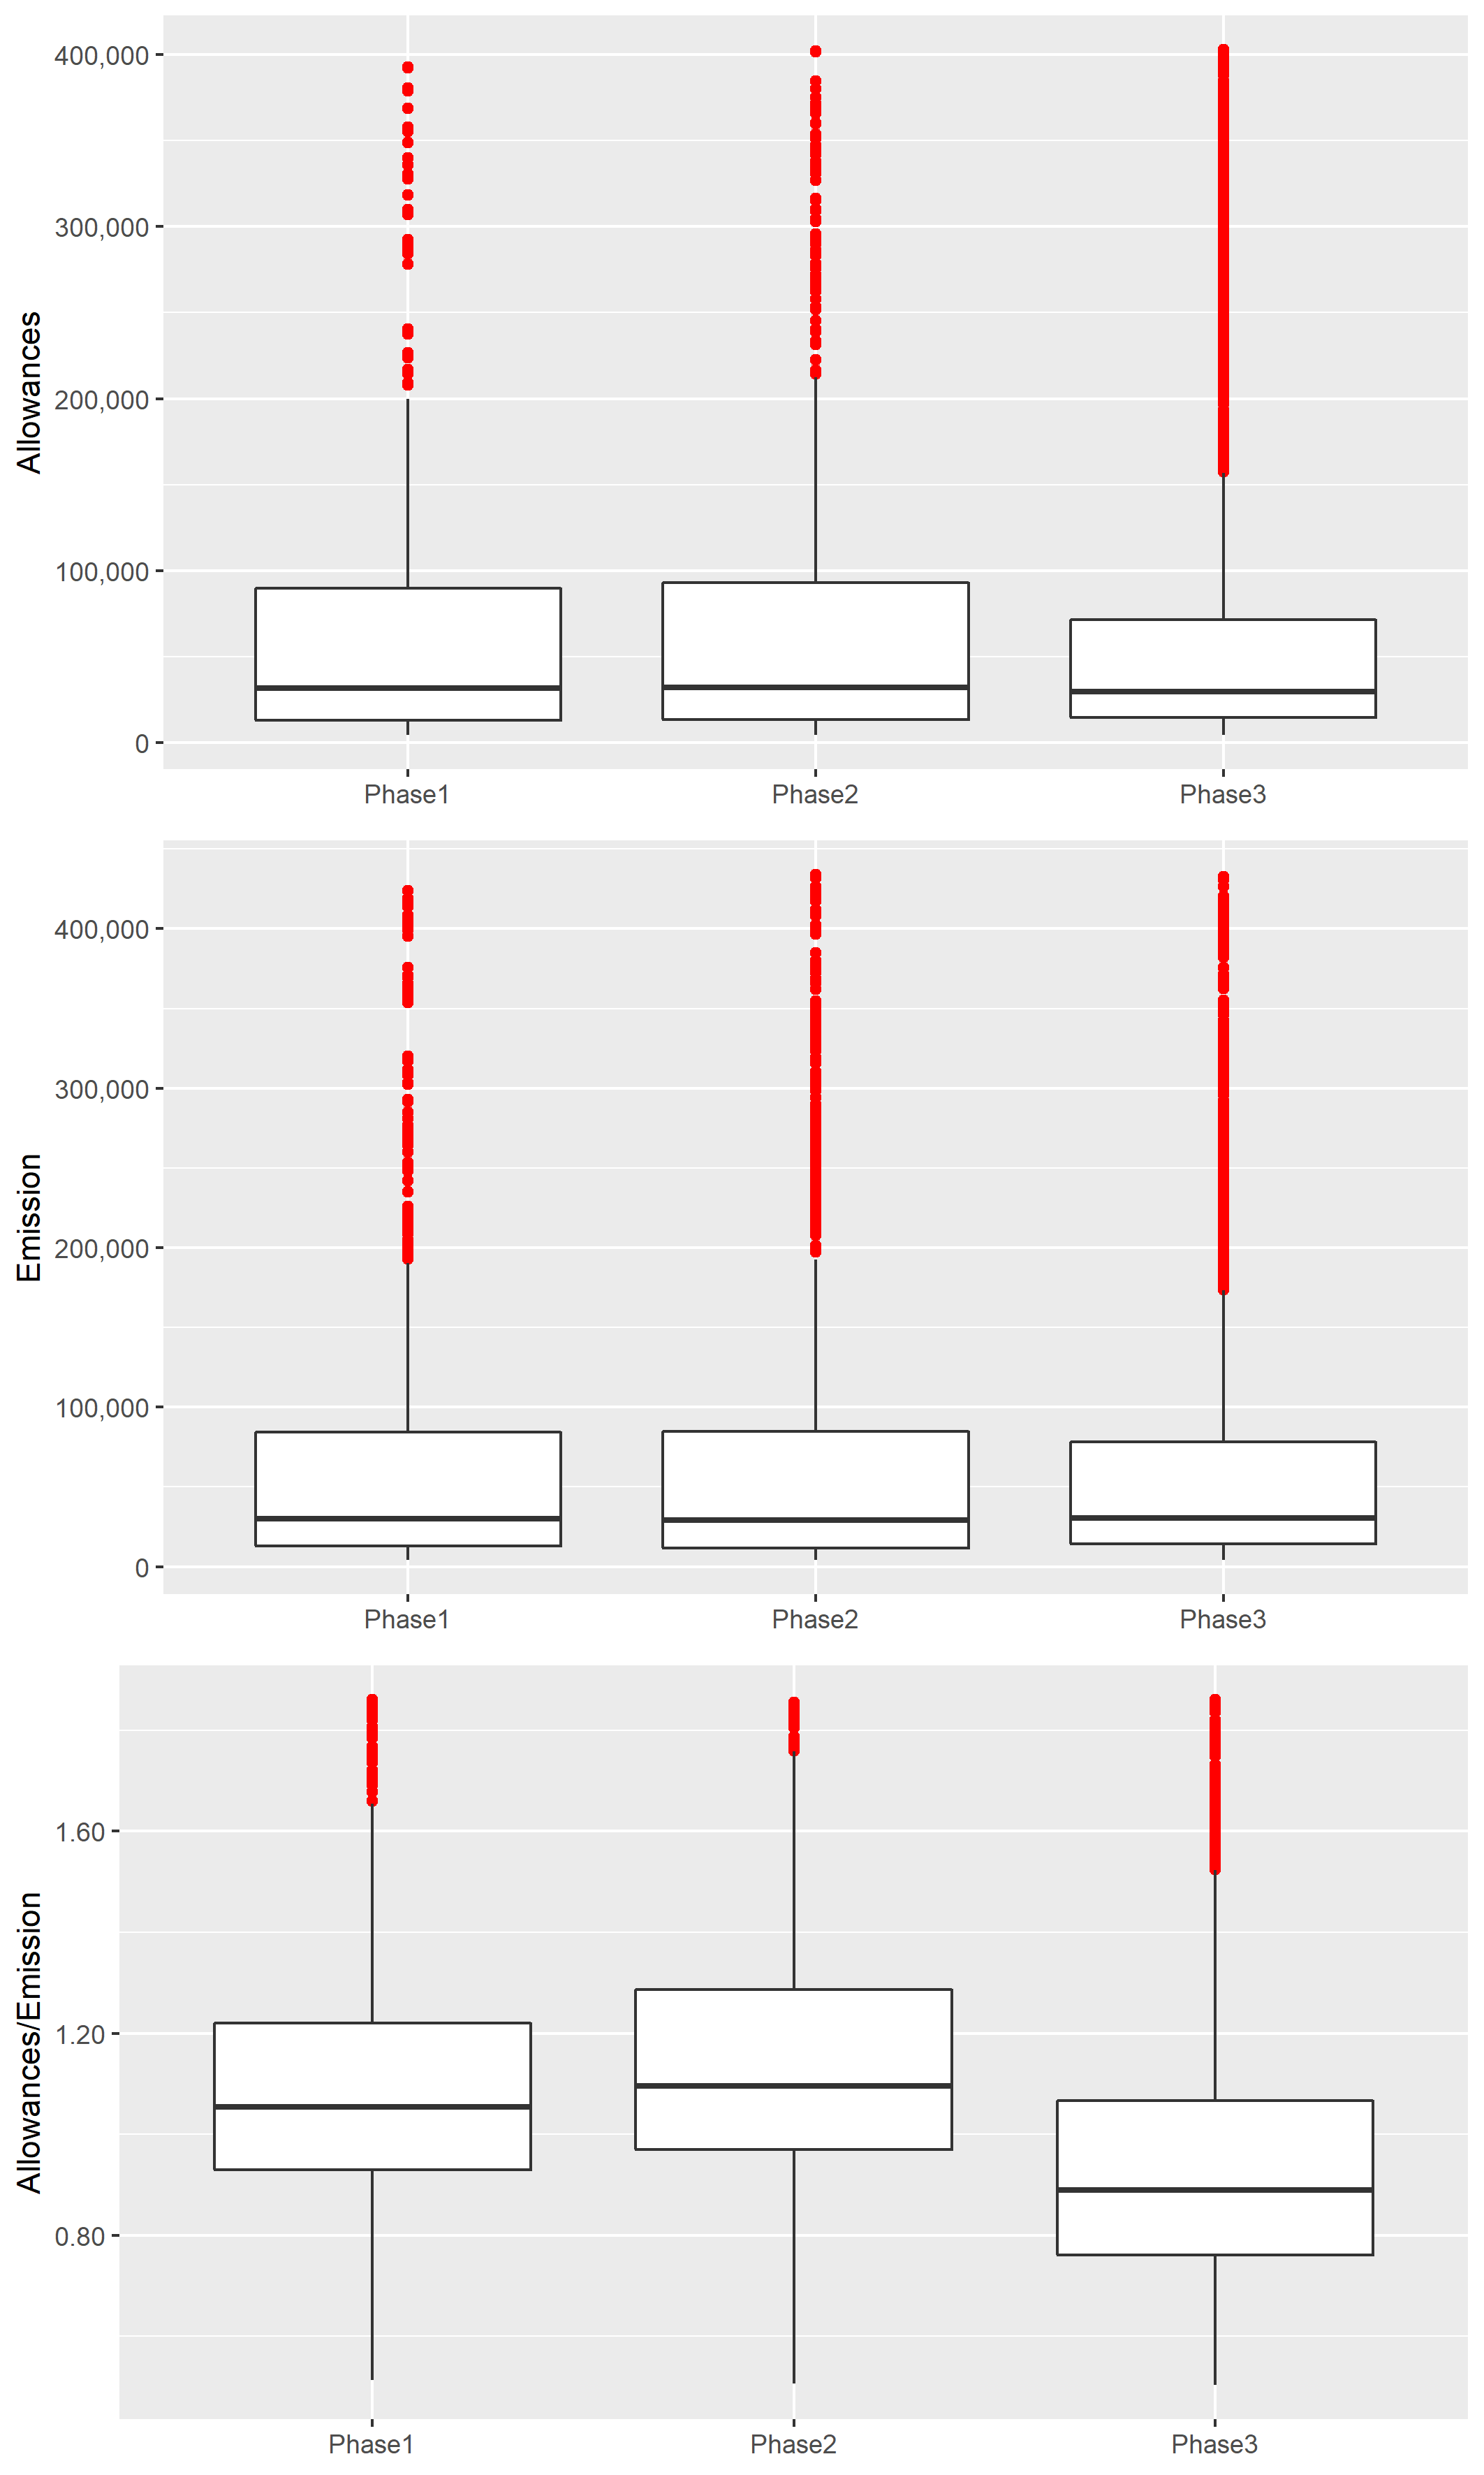 Allowances
400,000
300,000
200,000
100,000
0
Phase1 Phase2 Phase3
Emission
400,000
300,000
200,000
100,000
0
Phase1 Phase2 Phase3
Allowances/Emission
1.60
1.20
0.80
Phase1 Phase2 Phase3